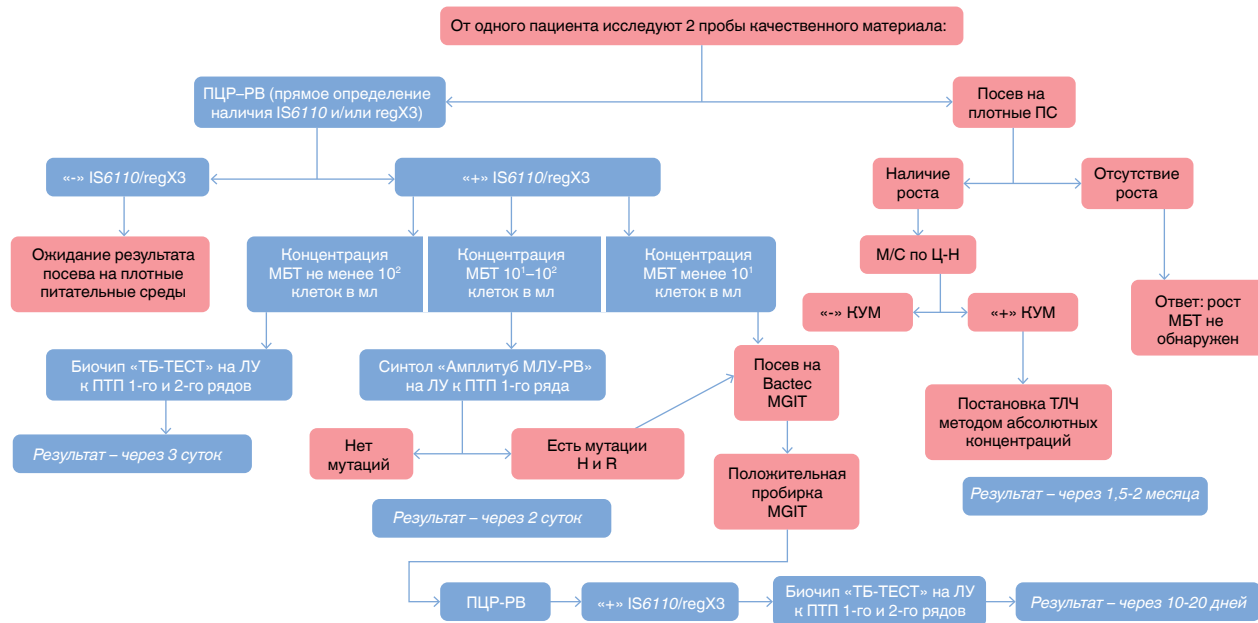 От одного пациента исследуют 2 пробы качественного материала:
ПЦР–РВ (прямое определение
наличия IS6110 и/или regX3)
Посев на
плотные ПС
«-» IS6110/regX3
«+» IS6110/regX3
Наличие
роста
Отсутствие
роста
Ожидание результата
посева на плотные
питательные среды
Концентрация
МБТ не менее 10²
клеток в мл
Концентрация
МБТ 10¹–10²
клеток в мл
Концентрация
МБТ менее 10¹
клеток в мл
М/С по Ц-Н
«-» КУМ
«+» КУМ
Ответ: рост
МБТ не
обнаружен
Биочип «ТБ-ТЕСТ» на ЛУ
к ПТП 1-го и 2-го рядов
Синтол «Амплитуб МЛУ-РВ»
на ЛУ к ПТП 1-го ряда
Посев на
Bactec
MGIT
Постановка ТЛЧ
методом абсолютных
концентраций
Результат – через 3 суток
Нет
мутаций
Есть мутации
H и R
Положительная
пробирка
MGIT
Результат – через 1,5-2 месяца
Результат – через 2 суток
ПЦР-РВ
«+» IS6110/regX3
Биочип «ТБ-ТЕСТ» на ЛУ
к ПТП 1-го и 2-го рядов
Результат – через 10-20 дней